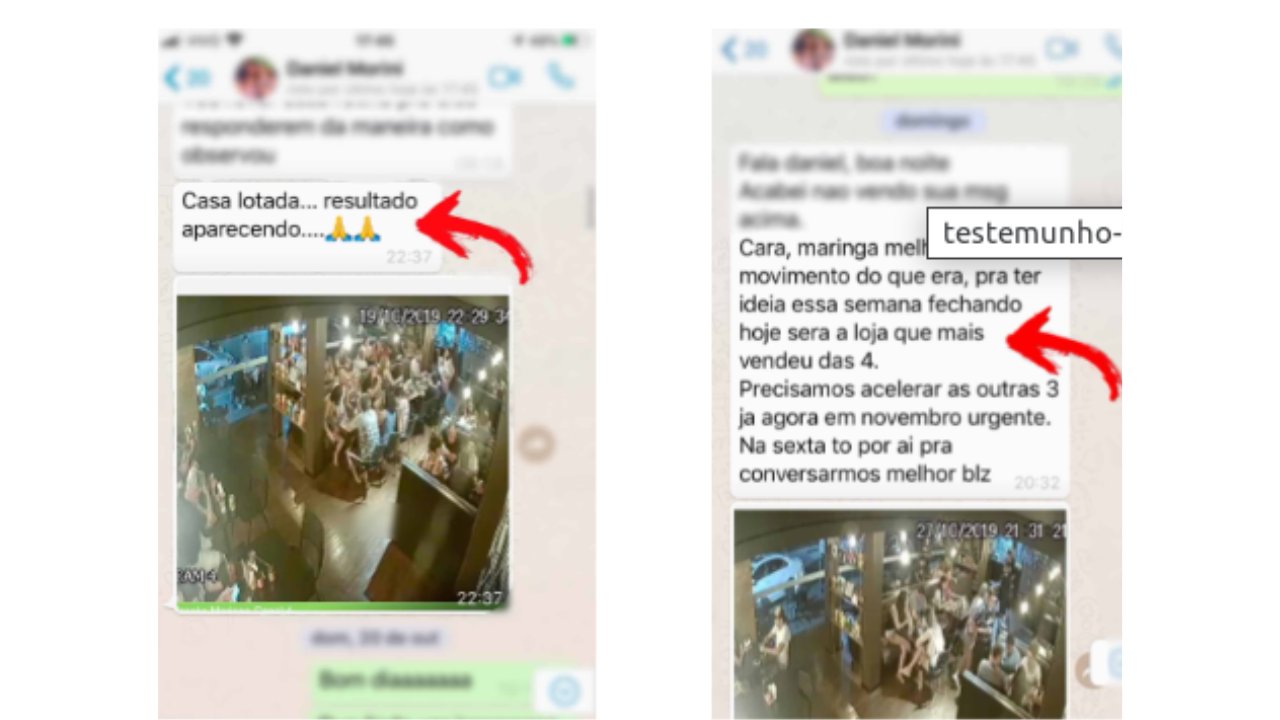 Daniel Morini
responderem da maneira como
observou
Casa lotada... resultado
aparecendo....🙏🙏
22:37
19/10/2019 22:29:34
CAM4
22:37
dom, 20 de out
Bom diaaaaaaa
Daniel Morini
domingo
Fala daniel, boa noite
Acabei nao vendo sua msg
acima.
testemunho-
Cara, maringa mel
movimento do que era, pra ter
ideia essa semana fechando
hoje sera a loja que mais
vendeu das 4.
Precisamos acelerar as outras 3
ja agora em novembro urgente.
Na sexta to por ai pra
conversarmos melhor blz
20:32
27/10/2019 21:31:21